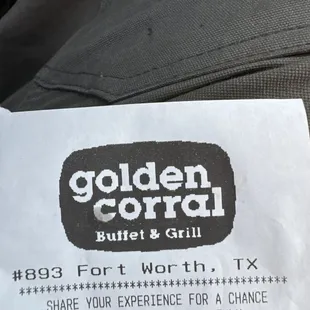 golden
corral
Buffet & Grill
#893 Fort Worth, TX
*****************************
SHARE YOUR EXPERIENCE FOR A CHANCE